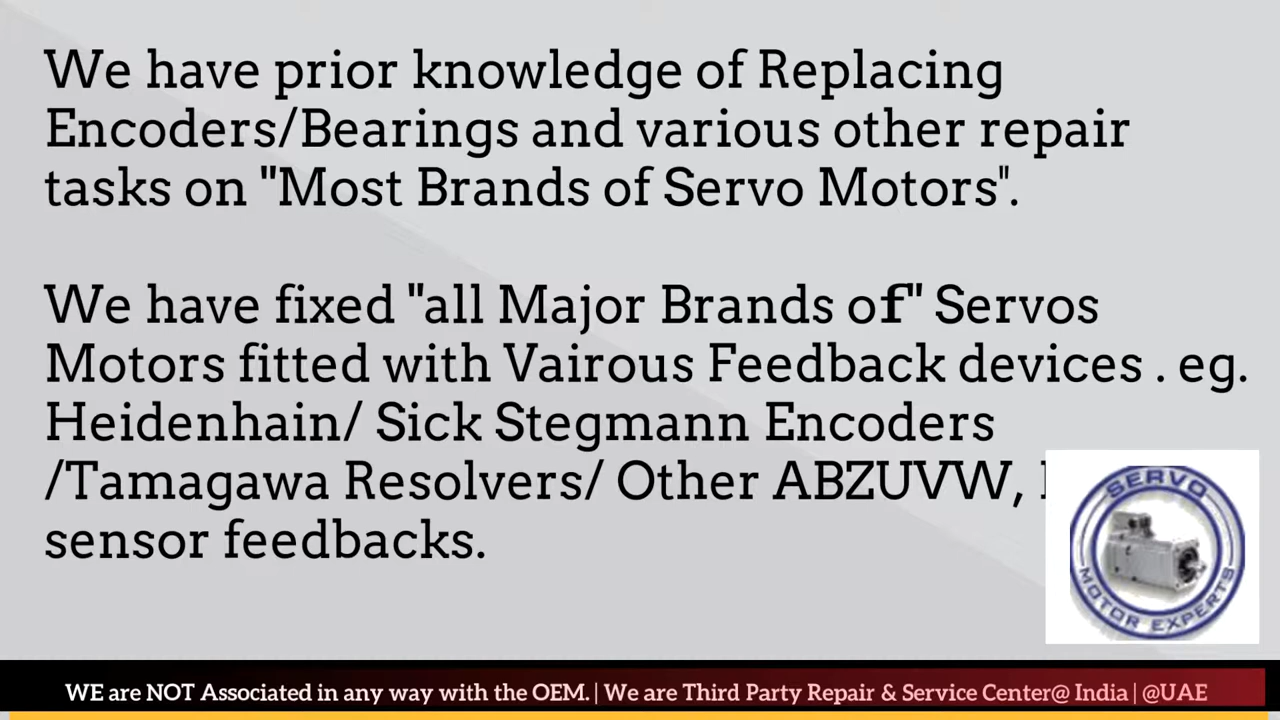 We have prior knowledge of Replacing
Encoders/Bearings and various other repair
tasks on "Most Brands of Servo Motors".
We have fixed "all Major Brands of" Servos
Motors fitted with Vairous Feedback devices . eg.
Heidenhain/ Sick Stegmann Encoders
/Tamagawa Resolvers/ Other ABZUVW,
sensor feedbacks.
SERVO
MOTOR EXPERTS
WE are NOT Associated in any way with the OEM. | We are Third Party Repair & Service Center@ India | @UAE